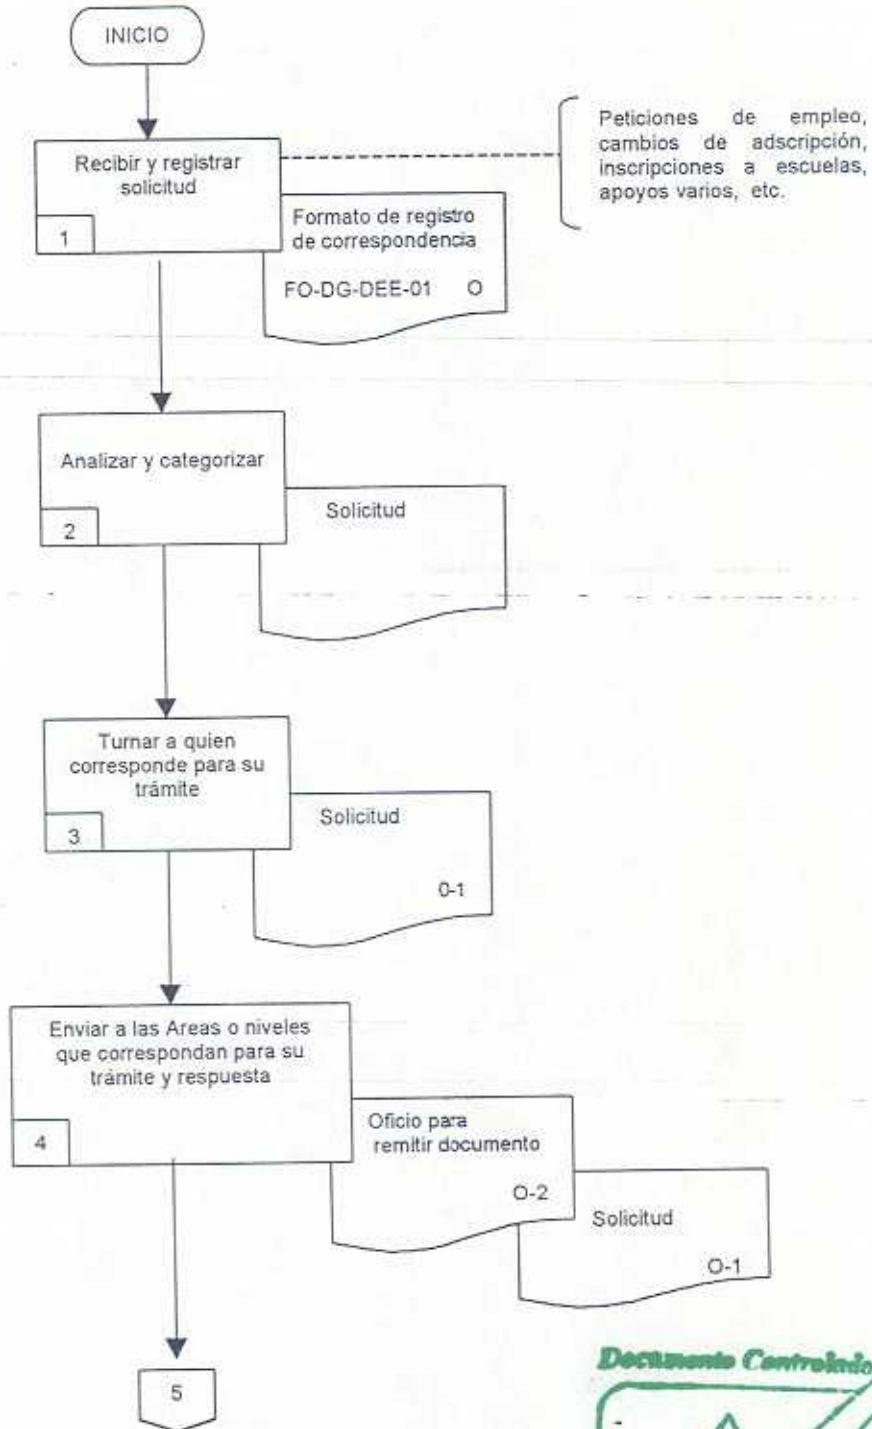 INICIO
Recibir y registrar
solicitud
1
Peticiones de empleo,
cambios de adscripción,
inscripciones a escuelas,
apoyos varios, etc.
Formato de registro
de correspondencia
FO-DG-DEE-01 O
Analizar y categorizar
2
Solicitud
Turnar a quien
corresponde para su
trámite
3
Solicitud
0-1
Enviar a las Areas o niveles
que correspondan para su
trámite y respuesta
4
Oficio para
remitir documento
O-2
Solicitud
O-1
5
Documento Controlado